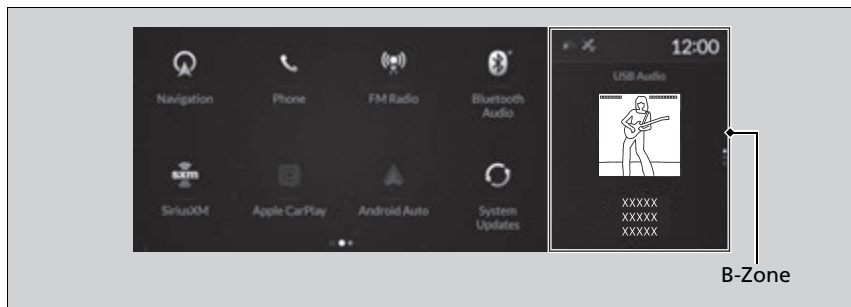 12:00
Navigation
Phone
FM Radio
Bluetooth
Audio
sxm
SiriusXM
Apple CarPlay
Android Auto
System
Updates
USB Audio
XXXXX
XXXXX
XXXXX
B-Zone